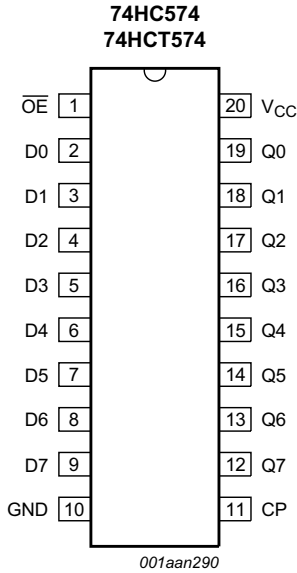 74HC574
74HCT574
OE 1 20 VCC
D0 2 19 Q0
D1 3 18 Q1
D2 4 17 Q2
D3 5 16 Q3
D4 6 15 Q4
D5 7 14 Q5
D6 8 13 Q6
D7 9 12 Q7
GND 10 11 CP
001aan290